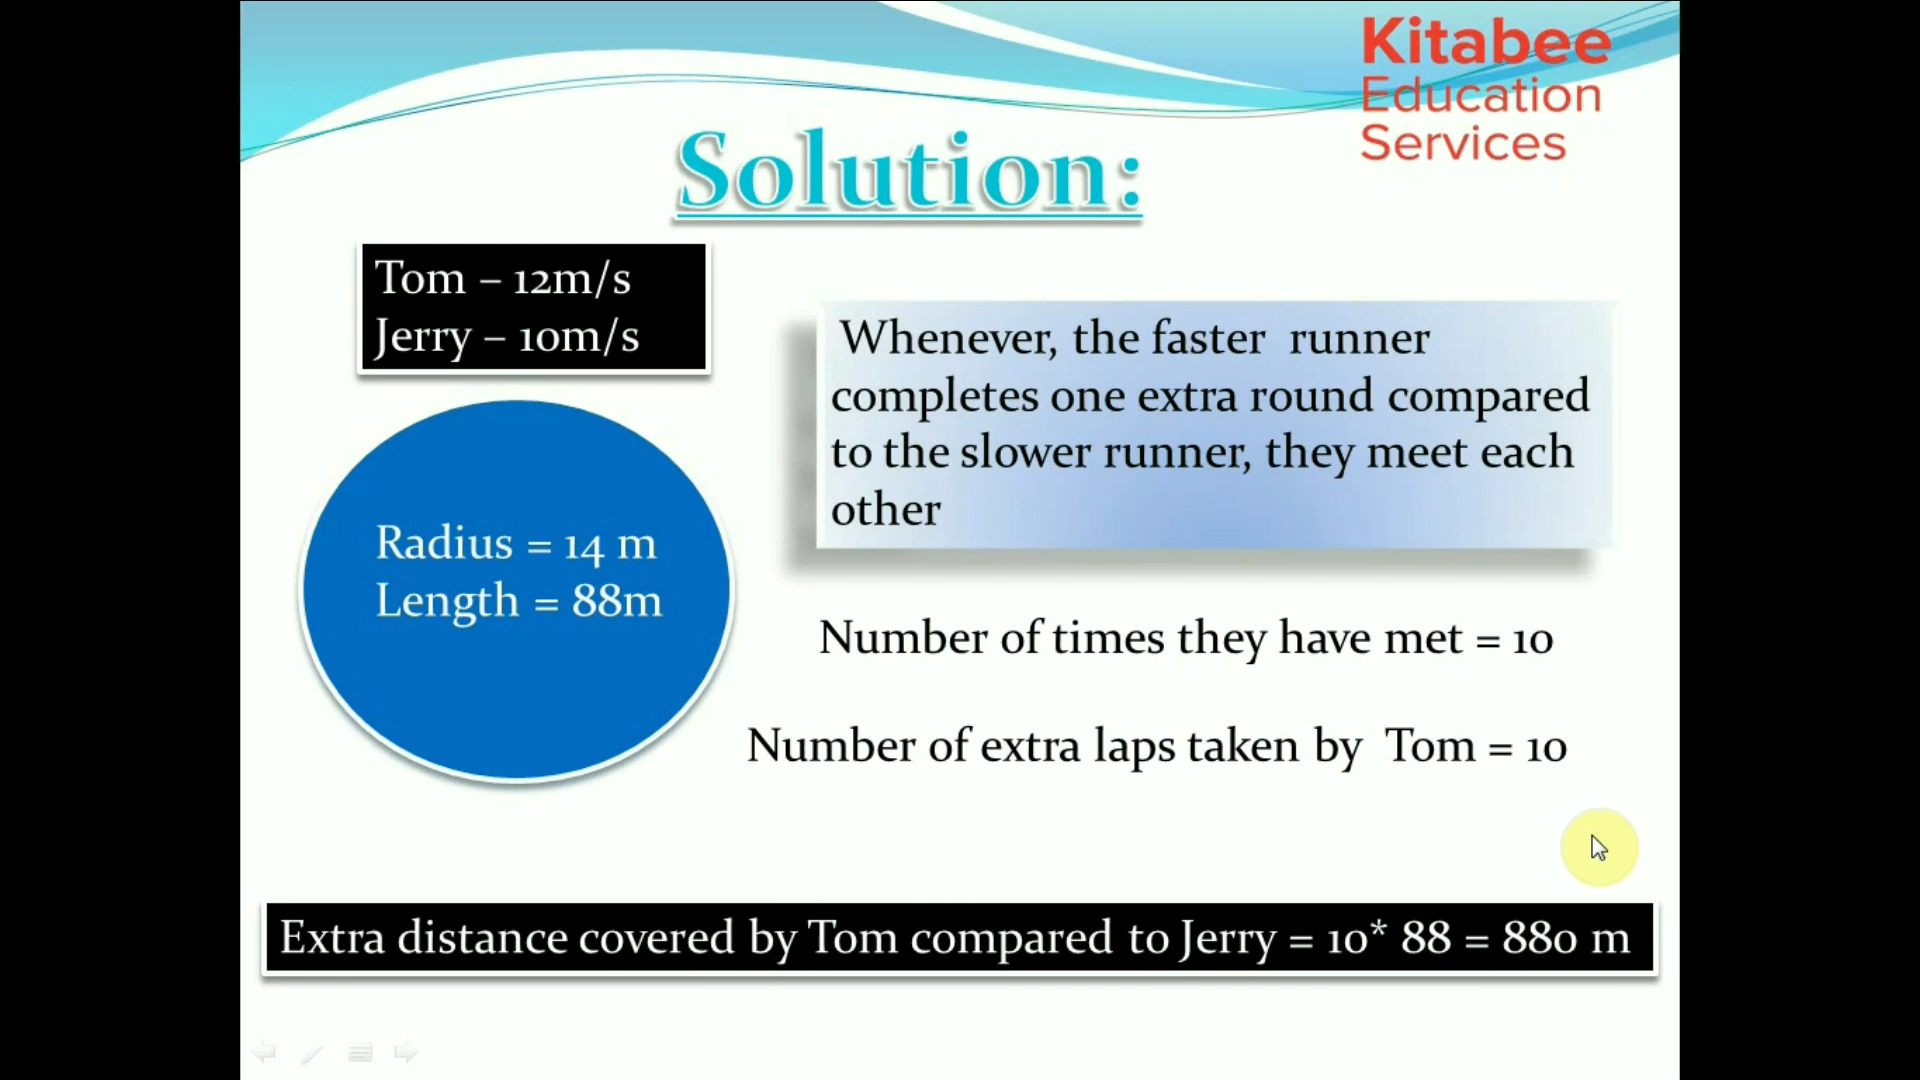 Kitabee
Education
Services
Solution:
Tom – 12m/s
Jerry – 10m/s
Whenever, the faster runner
completes one extra round compared
to the slower runner, they meet each
other
Radius = 14 m
Length = 88m
Number of times they have met = 10
Number of extra laps taken by Tom = 10
Extra distance covered by Tom compared to Jerry = 10* 88 = 880 m